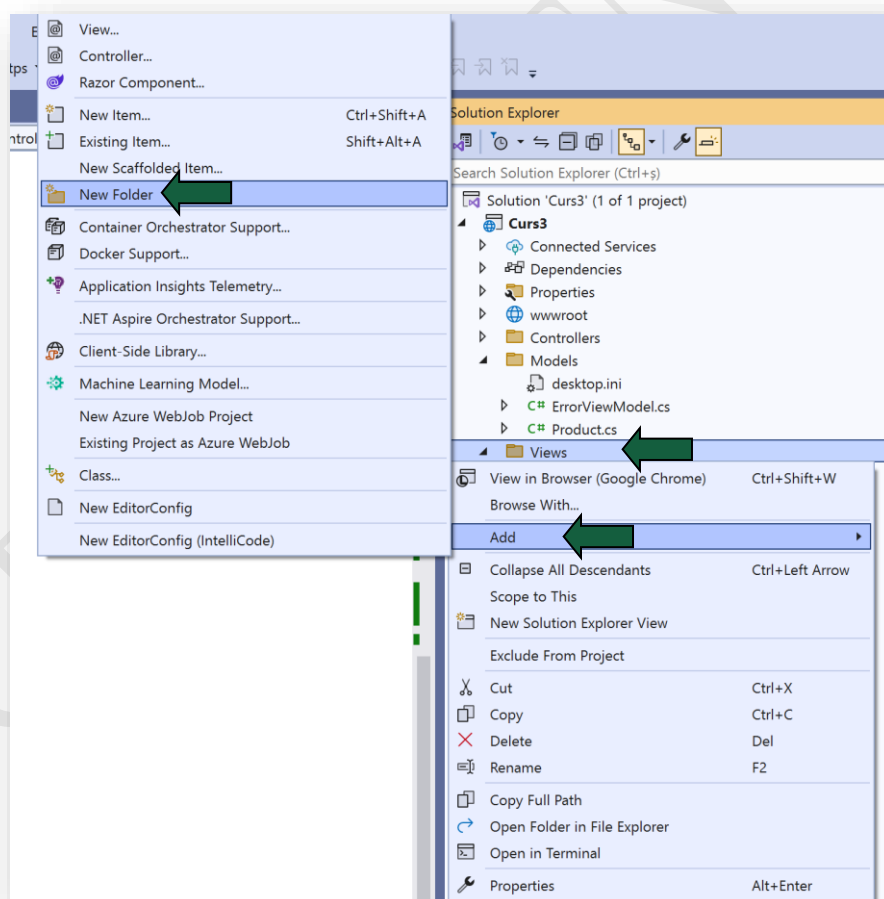 View...
Controller...
Razor Component...
New Item... Ctrl+Shift+A
Existing Item... Shift+Alt+A
New Scaffolded Item...
New Folder
Container Orchestrator Support...
Docker Support...
Application Insights Telemetry...
.NET Aspire Orchestrator Support...
Client-Side Library...
Machine Learning Model...
New Azure WebJob Project
Existing Project as Azure WebJob
Class...
New EditorConfig
New EditorConfig (IntelliCode)
Solution Explorer
Search Solution Explorer (Ctrl+ș)
Solution 'Curs3' (1 of 1 project)
Curs3
Connected Services
Dependencies
Properties
wwwroot
Controllers
Models
desktop.ini
C# ErrorViewModel.cs
C# Product.cs
Views
View in Browser (Google Chrome) Ctrl+Shift+W
Browse With...
Add
Collapse All Descendants Ctrl+Left Arrow
Scope to This
New Solution Explorer View
Exclude From Project
Cut Ctrl+X
Copy Ctrl+C
Delete Del
Rename F2
Copy Full Path
Open Folder in File Explorer
Open in Terminal
Properties Alt+Enter